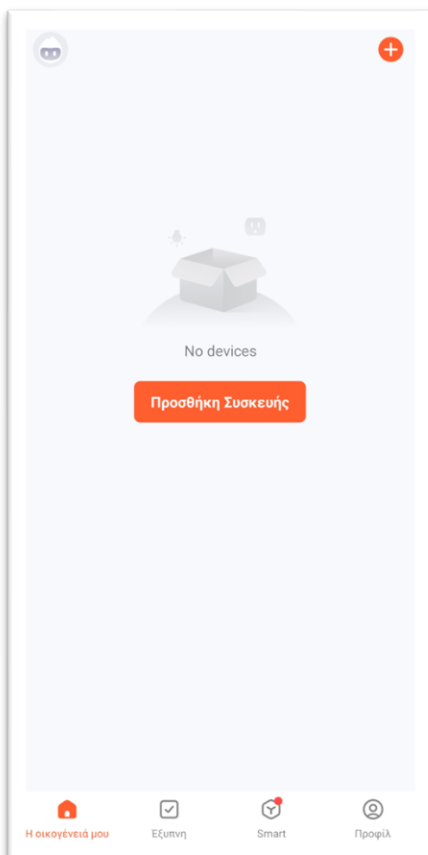 No devices
Προσθήκη Συσκευής
Η οικογένειά μου
Εξυπνη
Smart
Προφίλ